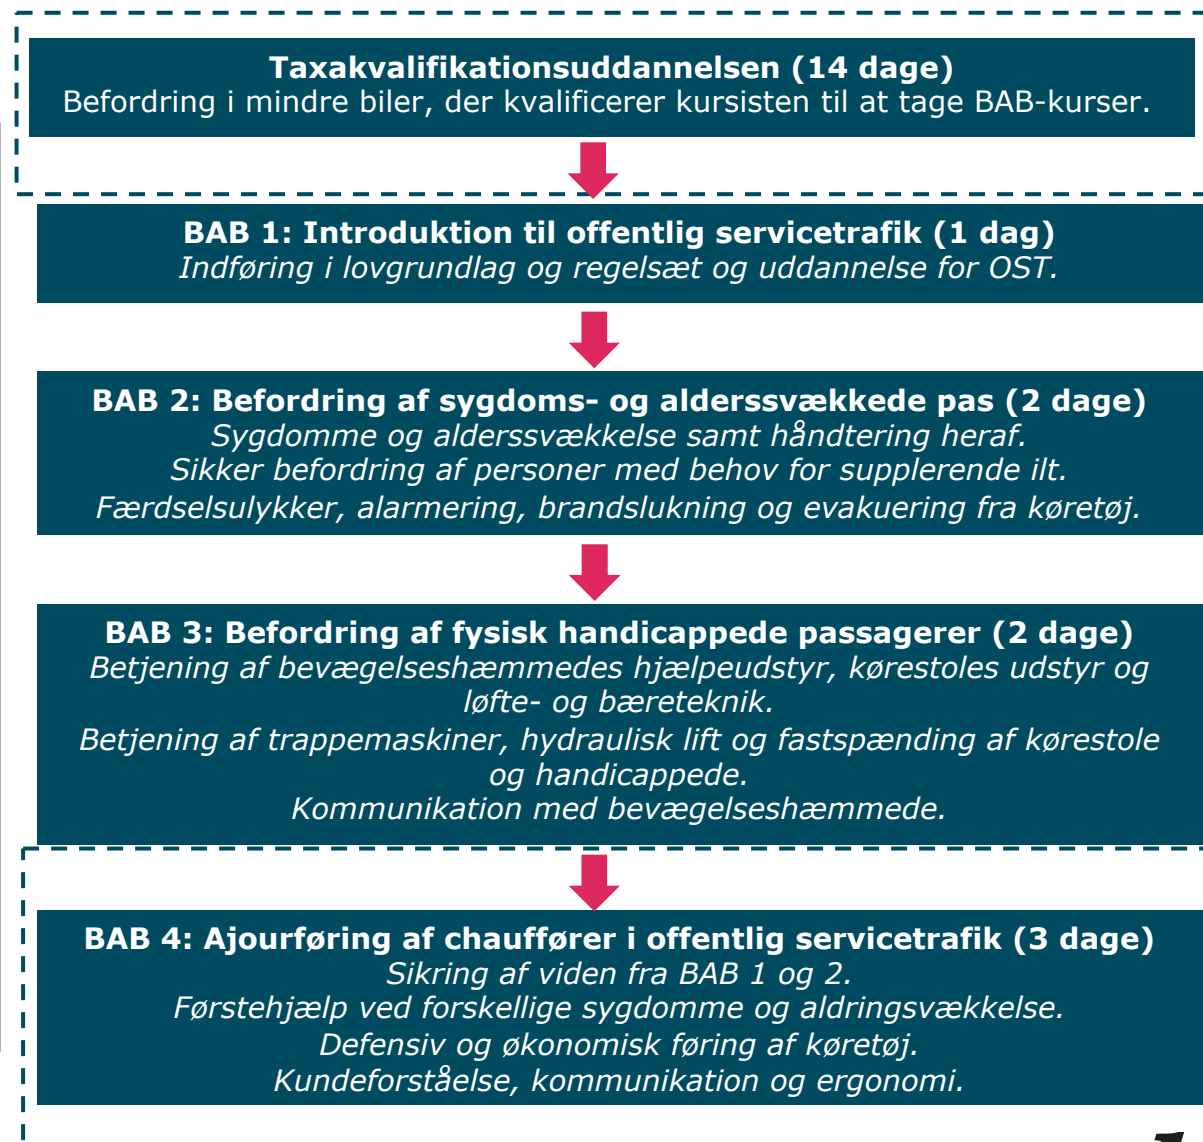 Taxakvalifikationsuddannelsen (14 dage)
Befordring i mindre biler, der kvalificerer kursisten til at tage BAB-kurser.
BAB 1: Introduktion til offentlig servicetrafik (1 dag)
Indføring i lovgrundlag og regelsæt og uddannelse for OST.
BAB 2: Befordring af sygdoms- og alderssvækkede pas (2 dage)
Sygdomme og alderssvækkelse samt håndtering heraf.
Sikker befordring af personer med behov for supplerende ilt.
Færdselsulykker, alarmering, brandslukning og evakuering fra køretøj.
BAB 3: Befordring af fysisk handicappede passagerer (2 dage)
Betjening af bevægelseshæmmedes hjælpeudstyr, kørestoles udstyr og
løfte- og bæreteknik.
Betjening af trappemaskiner, hydraulisk lift og fastspænding af kørestole
og handicappede.
Kommunikation med bevægelseshæmmede.
BAB 4: Ajourføring af chauffører i offentlig servicetrafik (3 dage)
Sikring af viden fra BAB 1 og 2.
Førstehjælp ved forskellige sygdomme og aldringsvækkelse.
Defensiv og økonomisk føring af køretøj.
Kundeforståelse, kommunikation og ergonomi.